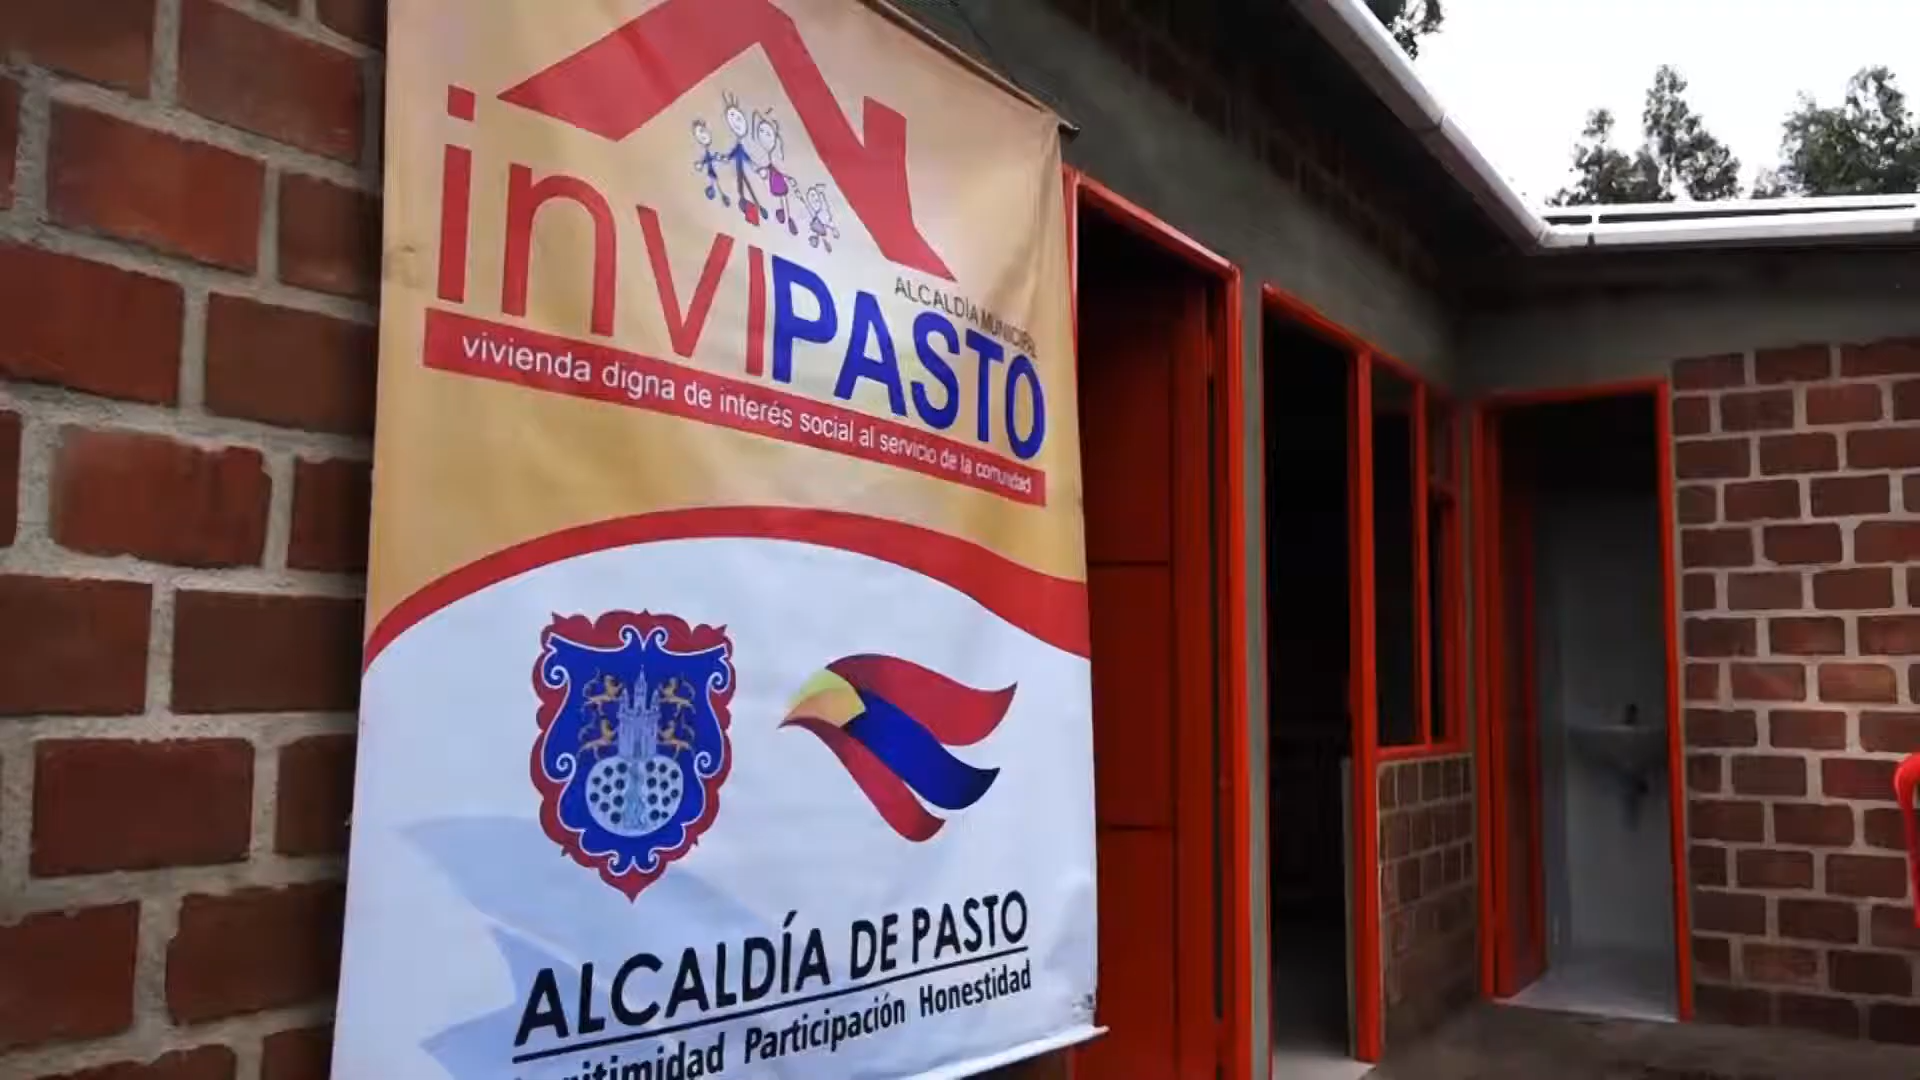 inviPASTO
ALCALDÍA MUNICIPAL
vivienda digna de interés social al servicio de la comunidad
ALCALDÍA DE PASTO
Participación Honestidad